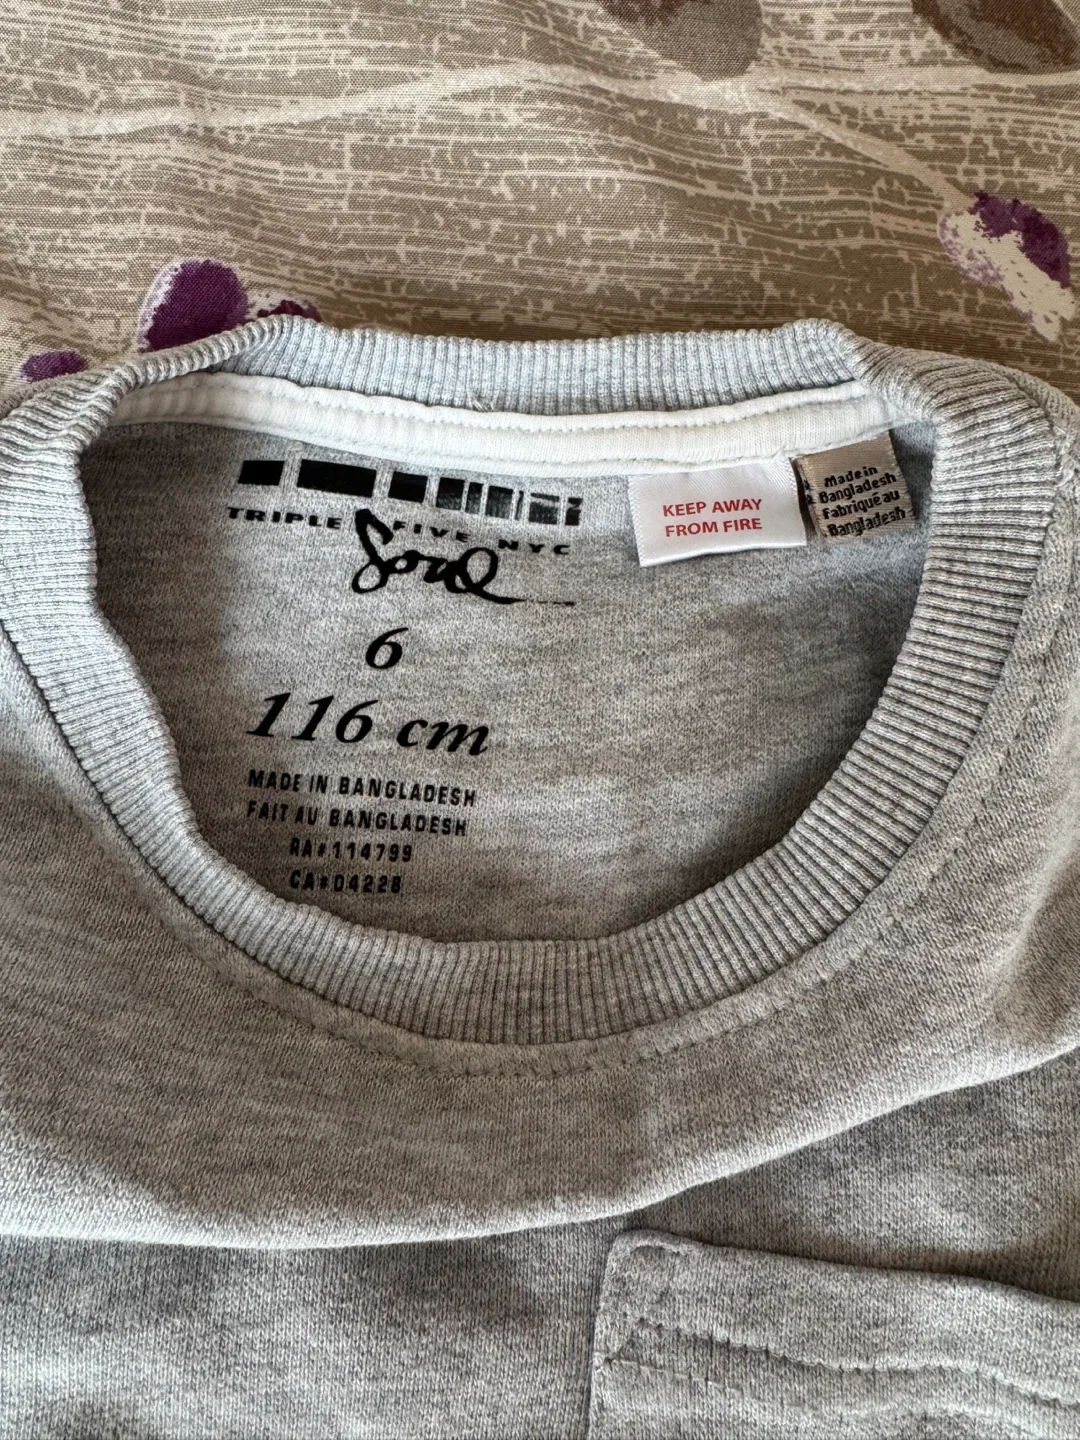 TRIPLE FIVE NYC
Soul
6
116 cm
MADE IN BANGLADESH
FAIT AU BANGLADESH
RA#114799
CA#04228
KEEP AWAY
FROM FIRE
Made in
Bangladesh
Fabriqué au
Bangladesh